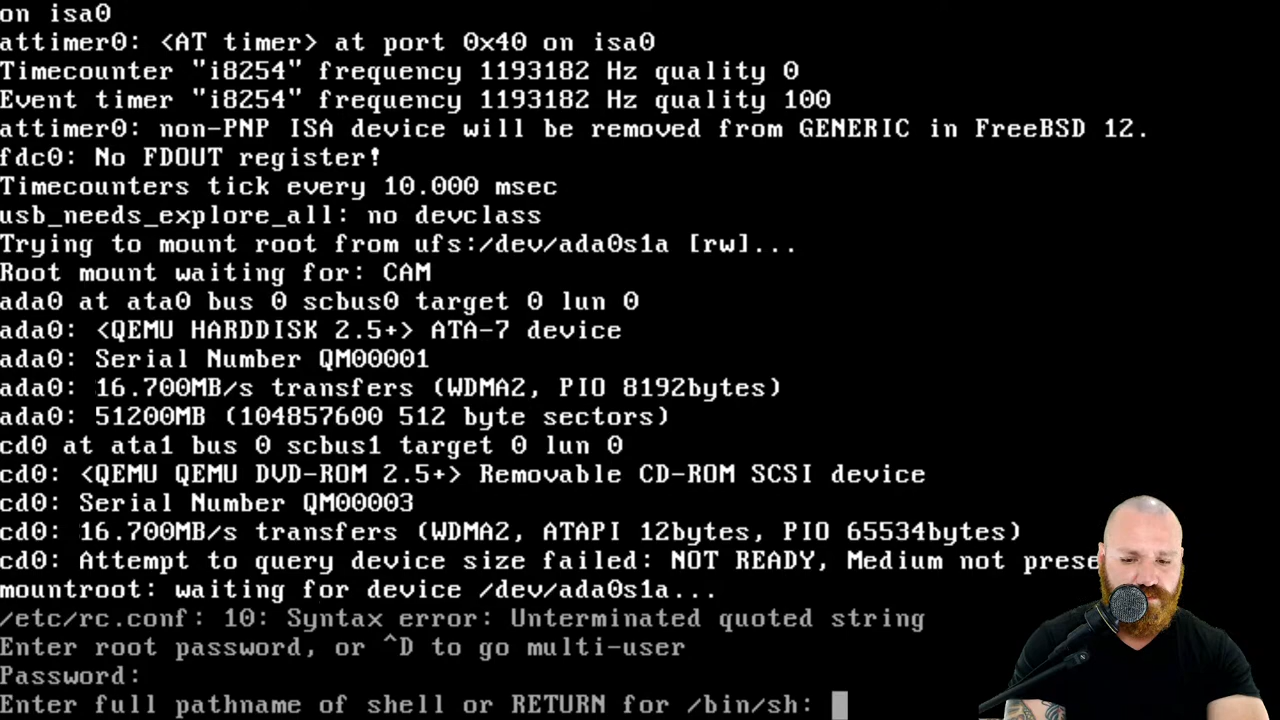 on isa0
attimer0: <AT timer> at port 0x40 on isa0
Timecounter "i8254" frequency 1193182 Hz quality 0
Event timer "i8254" frequency 1193182 Hz quality 100
attimer0: non-PNP ISA device will be removed from GENERIC in FreeBSD 12.
fdc0: No FDOUT register!
Timecounters tick every 10.000 msec
usb_needs_explore_all: no devclass
Trying to mount root from ufs:/dev/ada0s1a [rw]...
Root mount waiting for: CAM
ada0 at ata0 bus 0 scbus0 target 0 lun 0
ada0: <QEMU HARDDISK 2.5+> ATA-7 device
ada0: Serial Number QM00001
ada0: 16.700MB/s transfers (WDMA2, PIO 8192bytes)
ada0: 51200MB (104857600 512 byte sectors)
cd0 at ata1 bus 0 scbus1 target 0 lun 0
cd0: <QEMU QEMU DVD-ROM 2.5+> Removable CD-ROM SCSI device
cd0: Serial Number QM00003
cd0: 16.700MB/s transfers (WDMA2, ATAPI 12bytes, PIO 65534bytes)
cd0: Attempt to query device size failed: NOT READY, Medium not prese
mountroot: waiting for device /dev/ada0s1a...
/etc/rc.conf: 10: Syntax error: Unterminated quoted string
Enter root password, or ^D to go multi-user
Password:
Enter full pathname of shell or RETURN for /bin/sh: